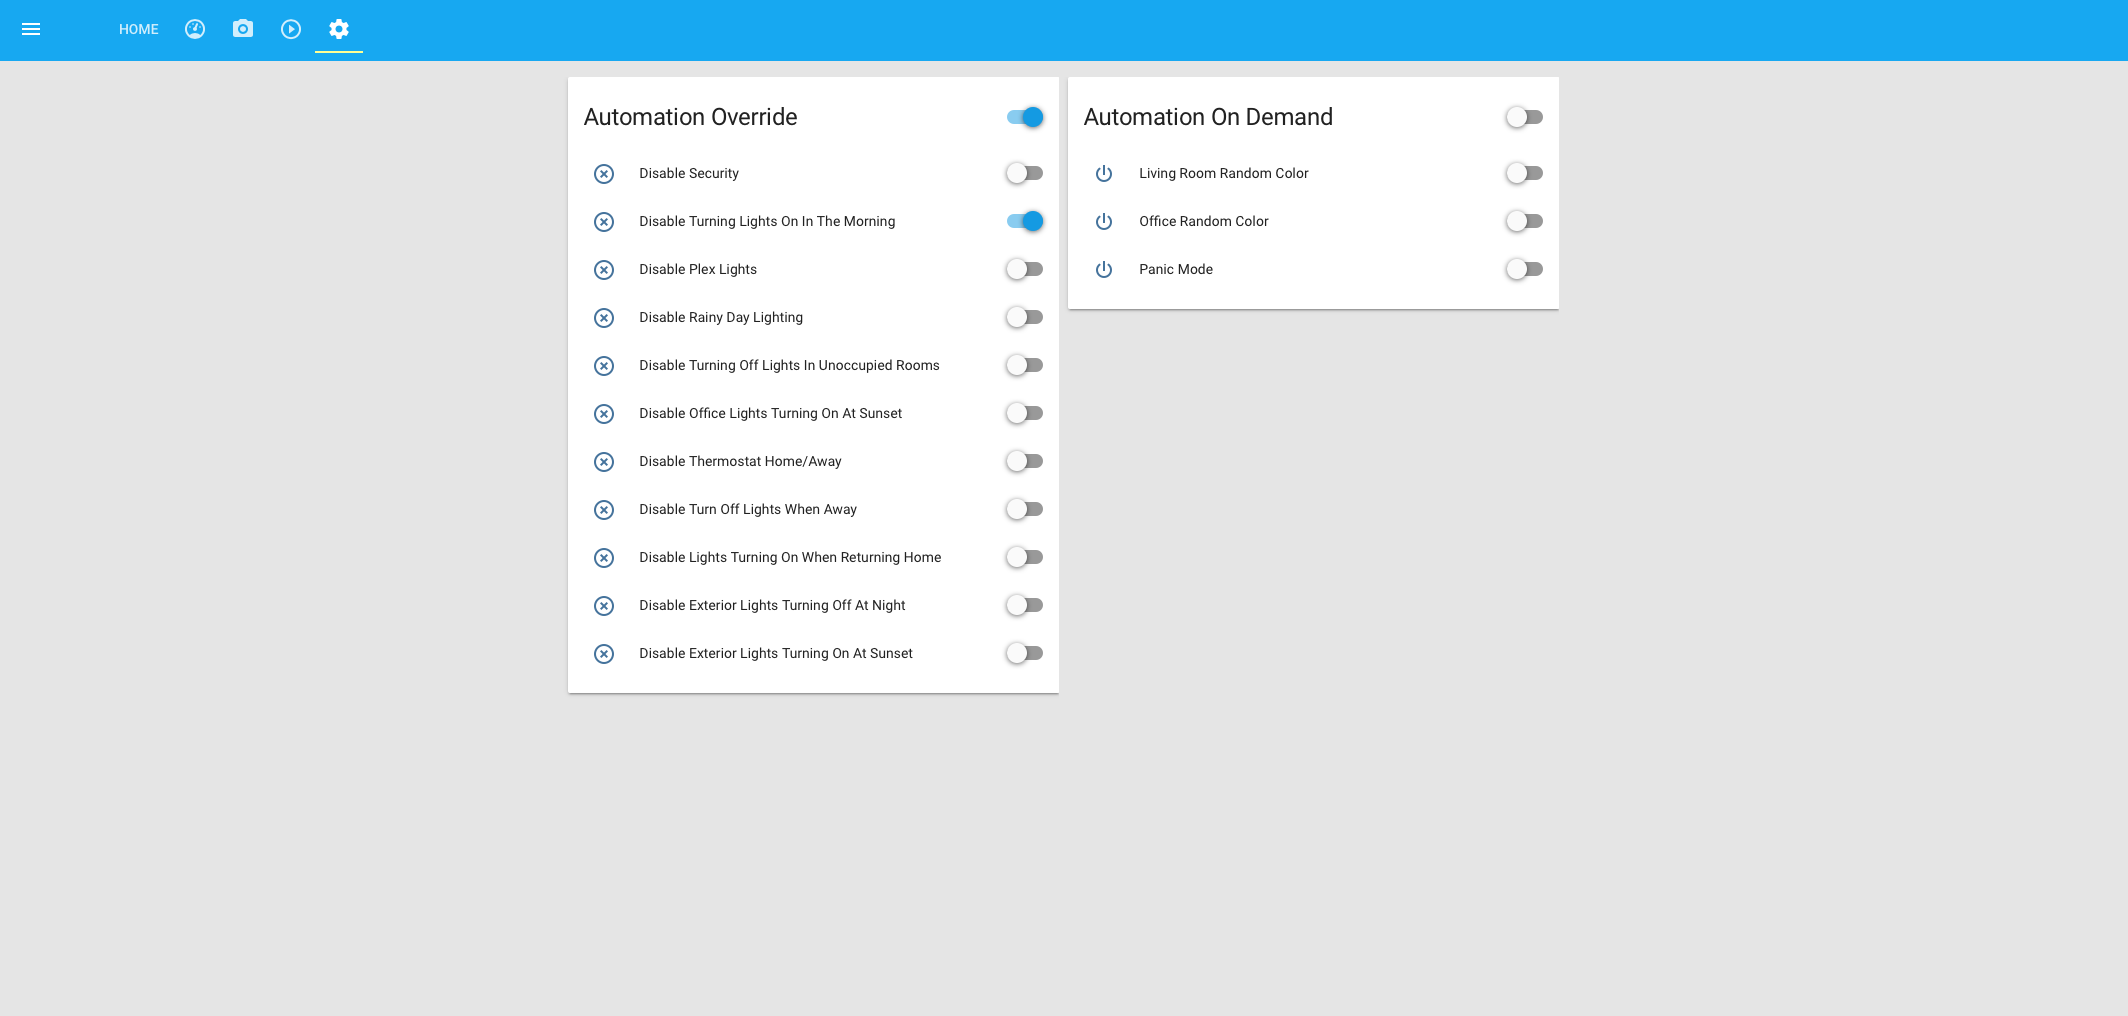 HOME
Automation Override
Disable Security
Disable Turning Lights On In The Morning
Disable Plex Lights
Disable Rainy Day Lighting
Disable Turning Off Lights In Unoccupied Rooms
Disable Office Lights Turning On At Sunset
Disable Thermostat Home/Away
Disable Turn Off Lights When Away
Disable Lights Turning On When Returning Home
Disable Exterior Lights Turning Off At Night
Disable Exterior Lights Turning On At Sunset
Automation On Demand
Living Room Random Color
Office Random Color
Panic Mode